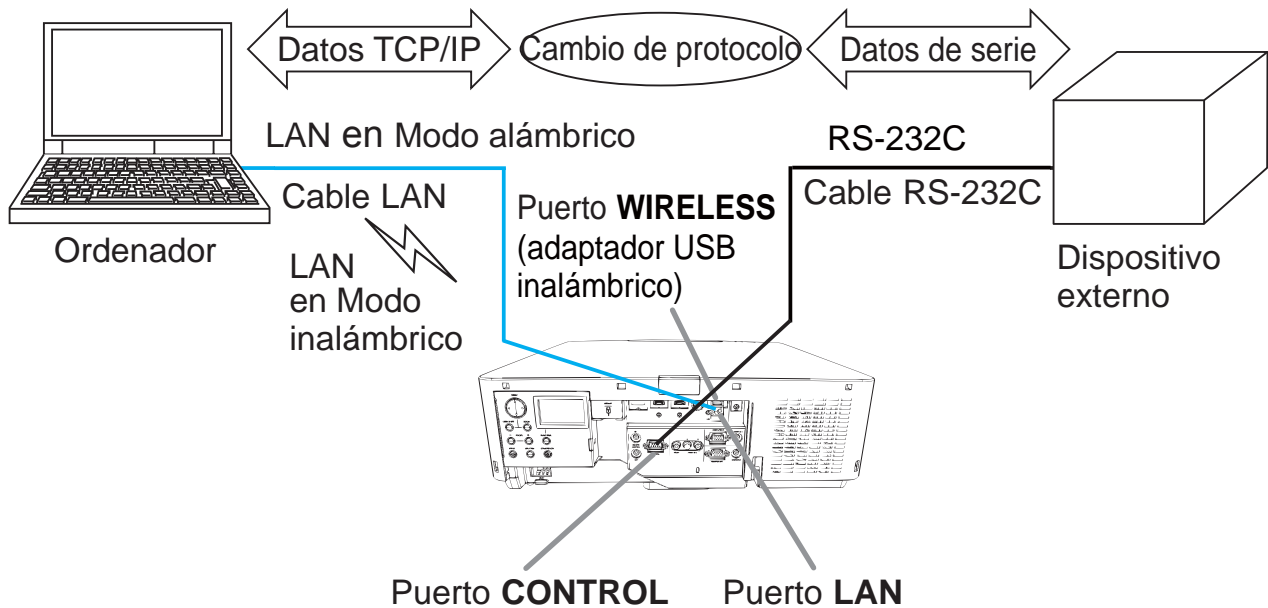 Datos TCP/IP
Cambio de protocolo
Datos de serie
LAN en Modo alámbrico
RS-232C
Cable LAN
Cable RS-232C
Puerto WIRELESS
(adaptador USB
inalámbrico)
Ordenador
LAN
en Modo
inalámbrico
Dispositivo
externo
Puerto CONTROL
Puerto LAN